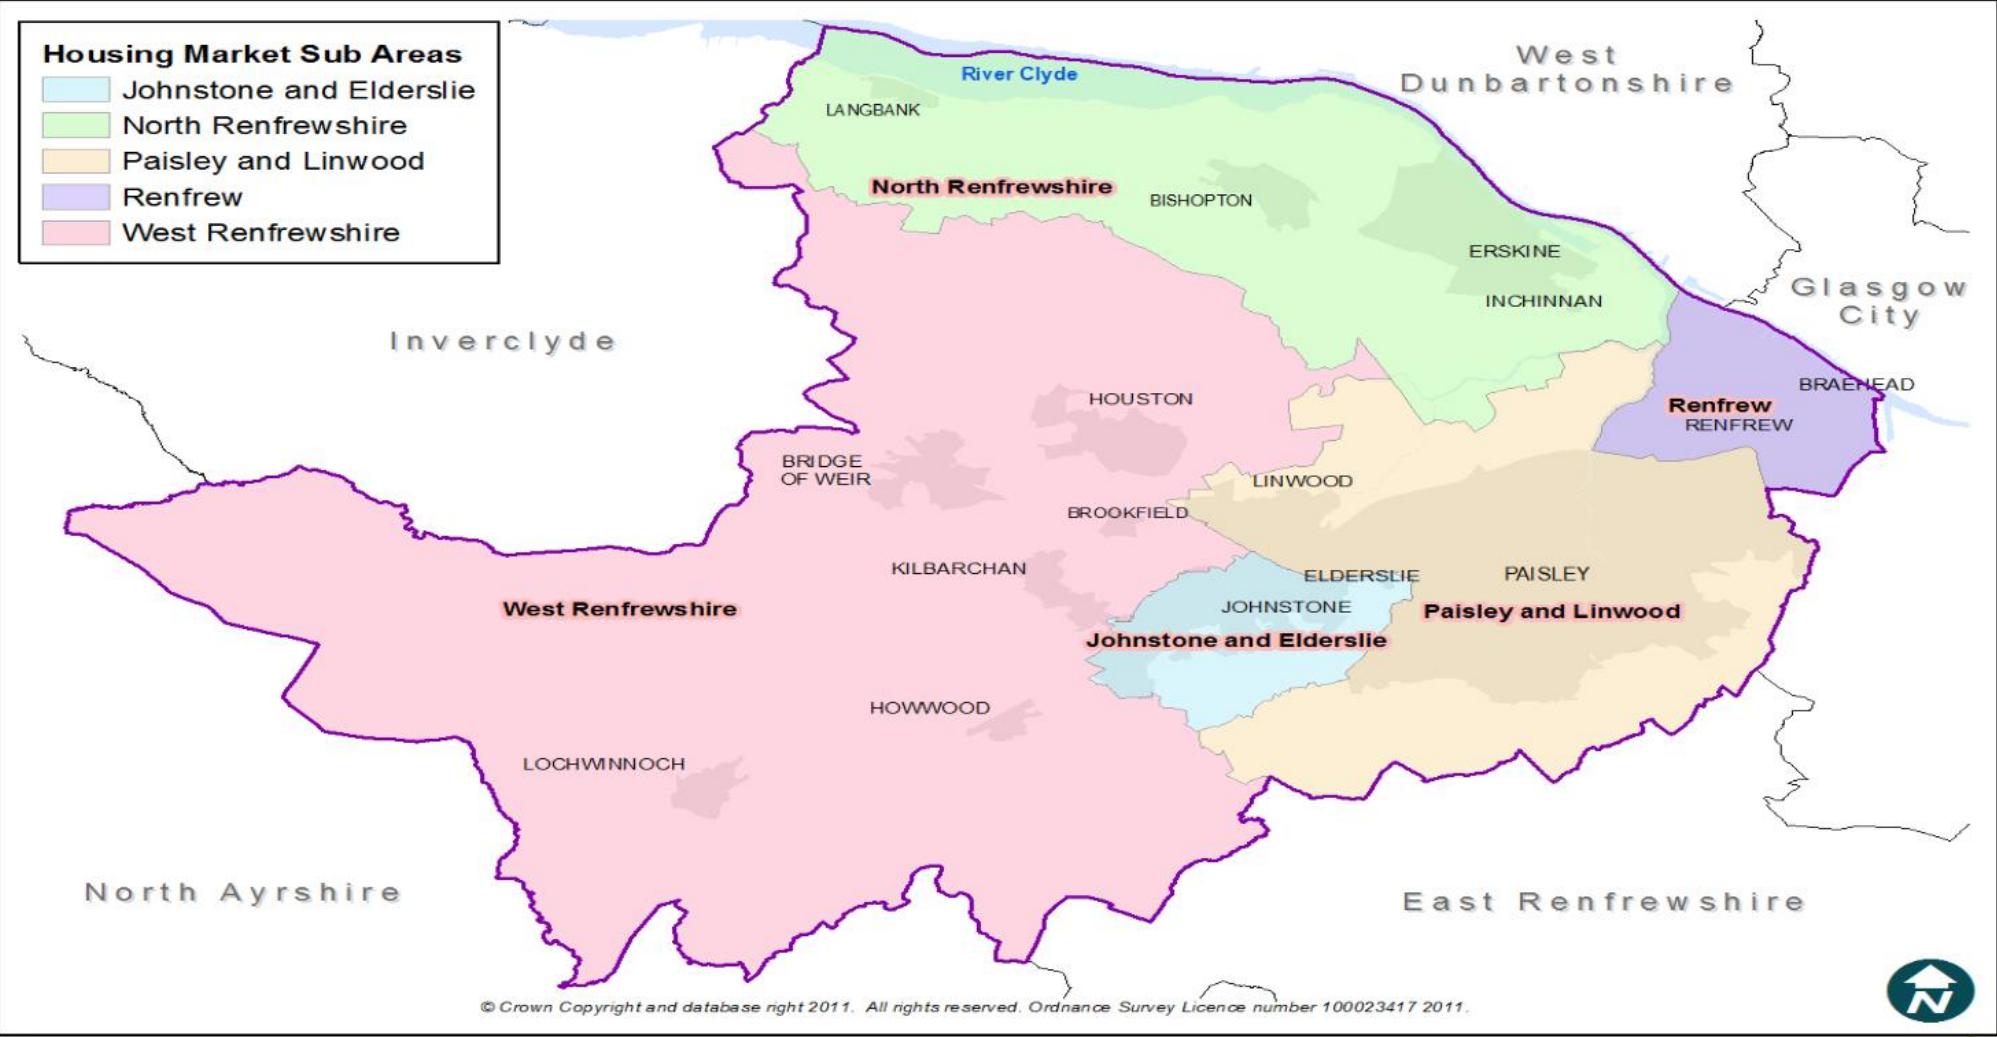 Housing Market Sub Areas
Johnstone and Elderslie
North Renfrewshire
Paisley and Linwood
Renfrew
West Renfrewshire
West
Dunbartonshire
River Clyde
LANGBANK
North Renfrewshire
BISHOPTON
ERSKINE
INCHINNAN
Glasgow
City
Inverclyde
BRAEHEAD
HOUSTON
Renfrew
RENFREW
BRIDGE
OF WEIR
LINWOOD
BROOKFIELD
KILBARCHAN
ELDERSLIE
PAISLEY
West Renfrewshire
JOHNSTONE
Paisley and Linwood
Johnstone and Elderslie
HOWWOOD
LOCHWINNOCH
North Ayrshire
East Renfrewshire
N
© Crown Copyright and database right 2011. All rights reserved. Ordnance Survey Licence number 100023417 2011.